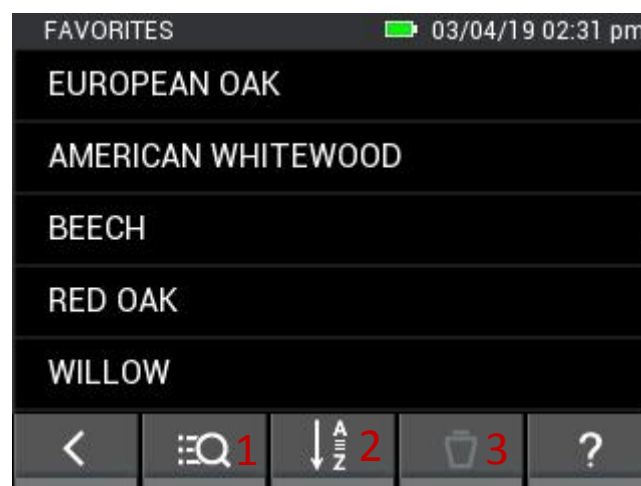 FAVORITES 03/04/19 02:31 pm
EUROPEAN OAK
AMERICAN WHITEWOOD
BEECH
RED OAK
WILLOW
< 1 A Z 2 3 ?